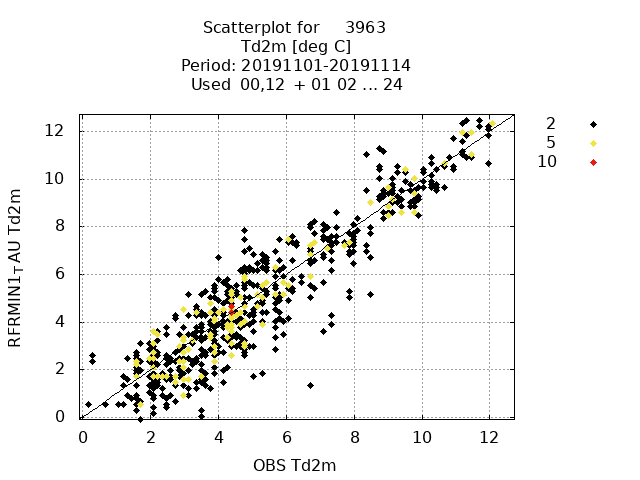 Scatterplot for 3963
Td2m [deg C]
Period: 20191101-20191114
Used 00,12 + 01 02 ... 24
2
5
10
12
10
8
6
4
2
0
RFRMIN1_T AU Td2m
0 2 4 6 8 10 12
OBS Td2m